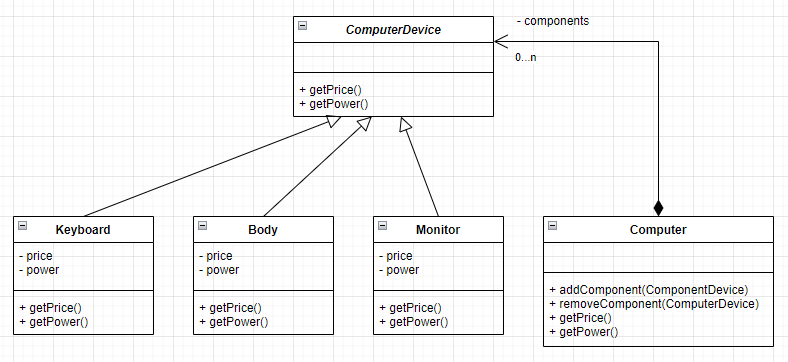 ComputerDevice
+ getPrice()
+ getPower()
- components
0...n
Keyboard
- price
- power
+ getPrice()
+ getPower()
Body
- price
- power
+ getPrice()
+ getPower()
Monitor
- price
- power
+ getPrice()
+ getPower()
Computer
+ addComponent(ComponentDevice)
+ removeComponent(ComputerDevice)
+ getPrice()
+ getPower()